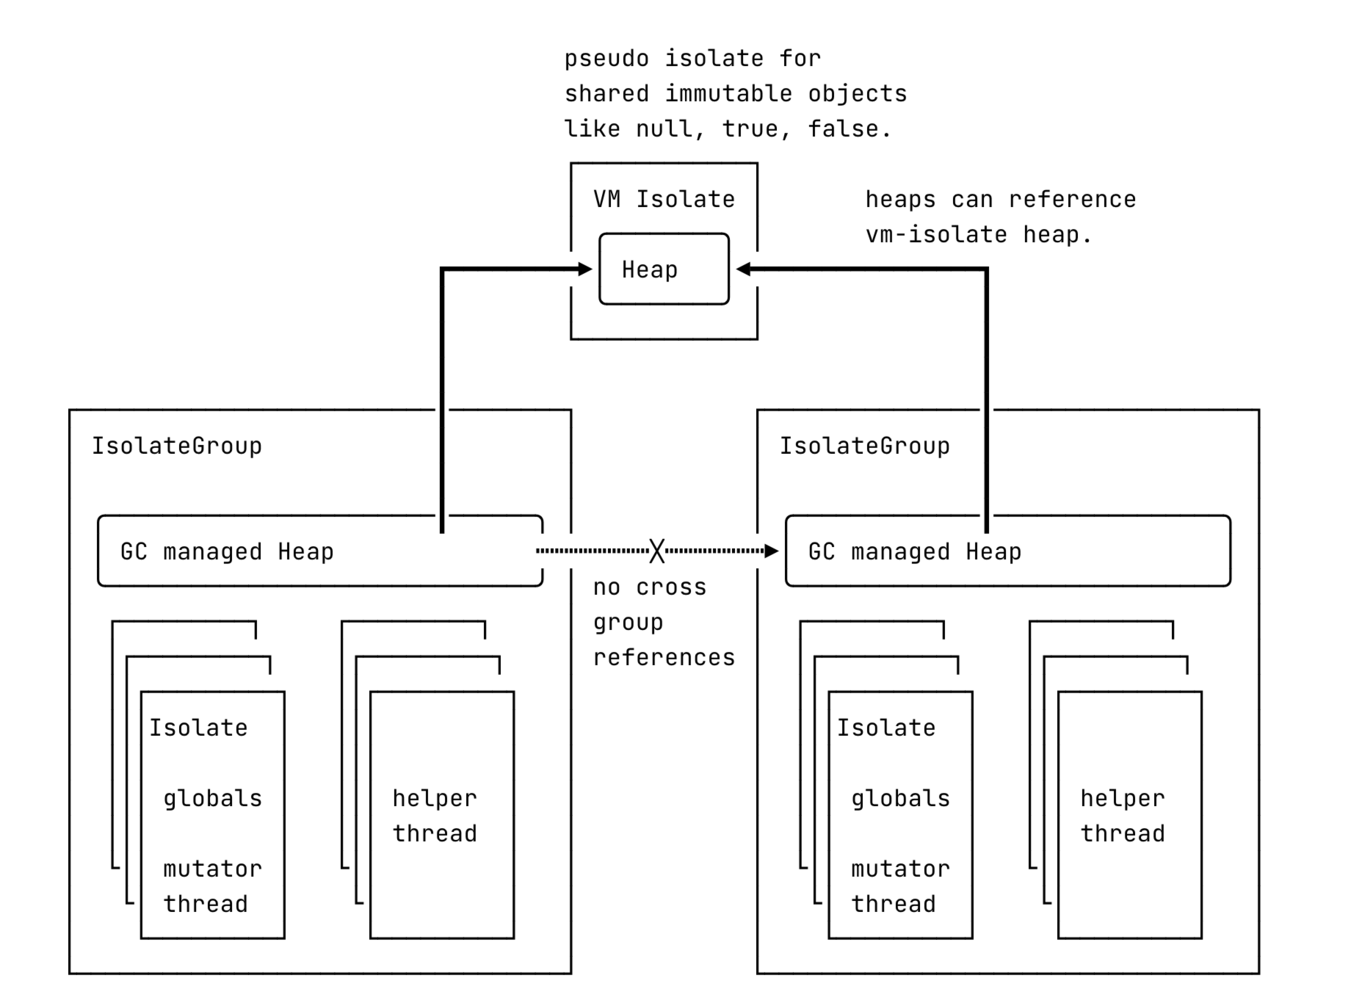 pseudo isolate for
shared immutable objects
like null, true, false.
VM Isolate
Heap
heaps can reference
vm-isolate heap.
IsolateGroup
GC managed Heap
Isolate
globals
mutator
thread
helper
thread
X
no cross
group
references
IsolateGroup
GC managed Heap
Isolate
globals
mutator
thread
helper
thread